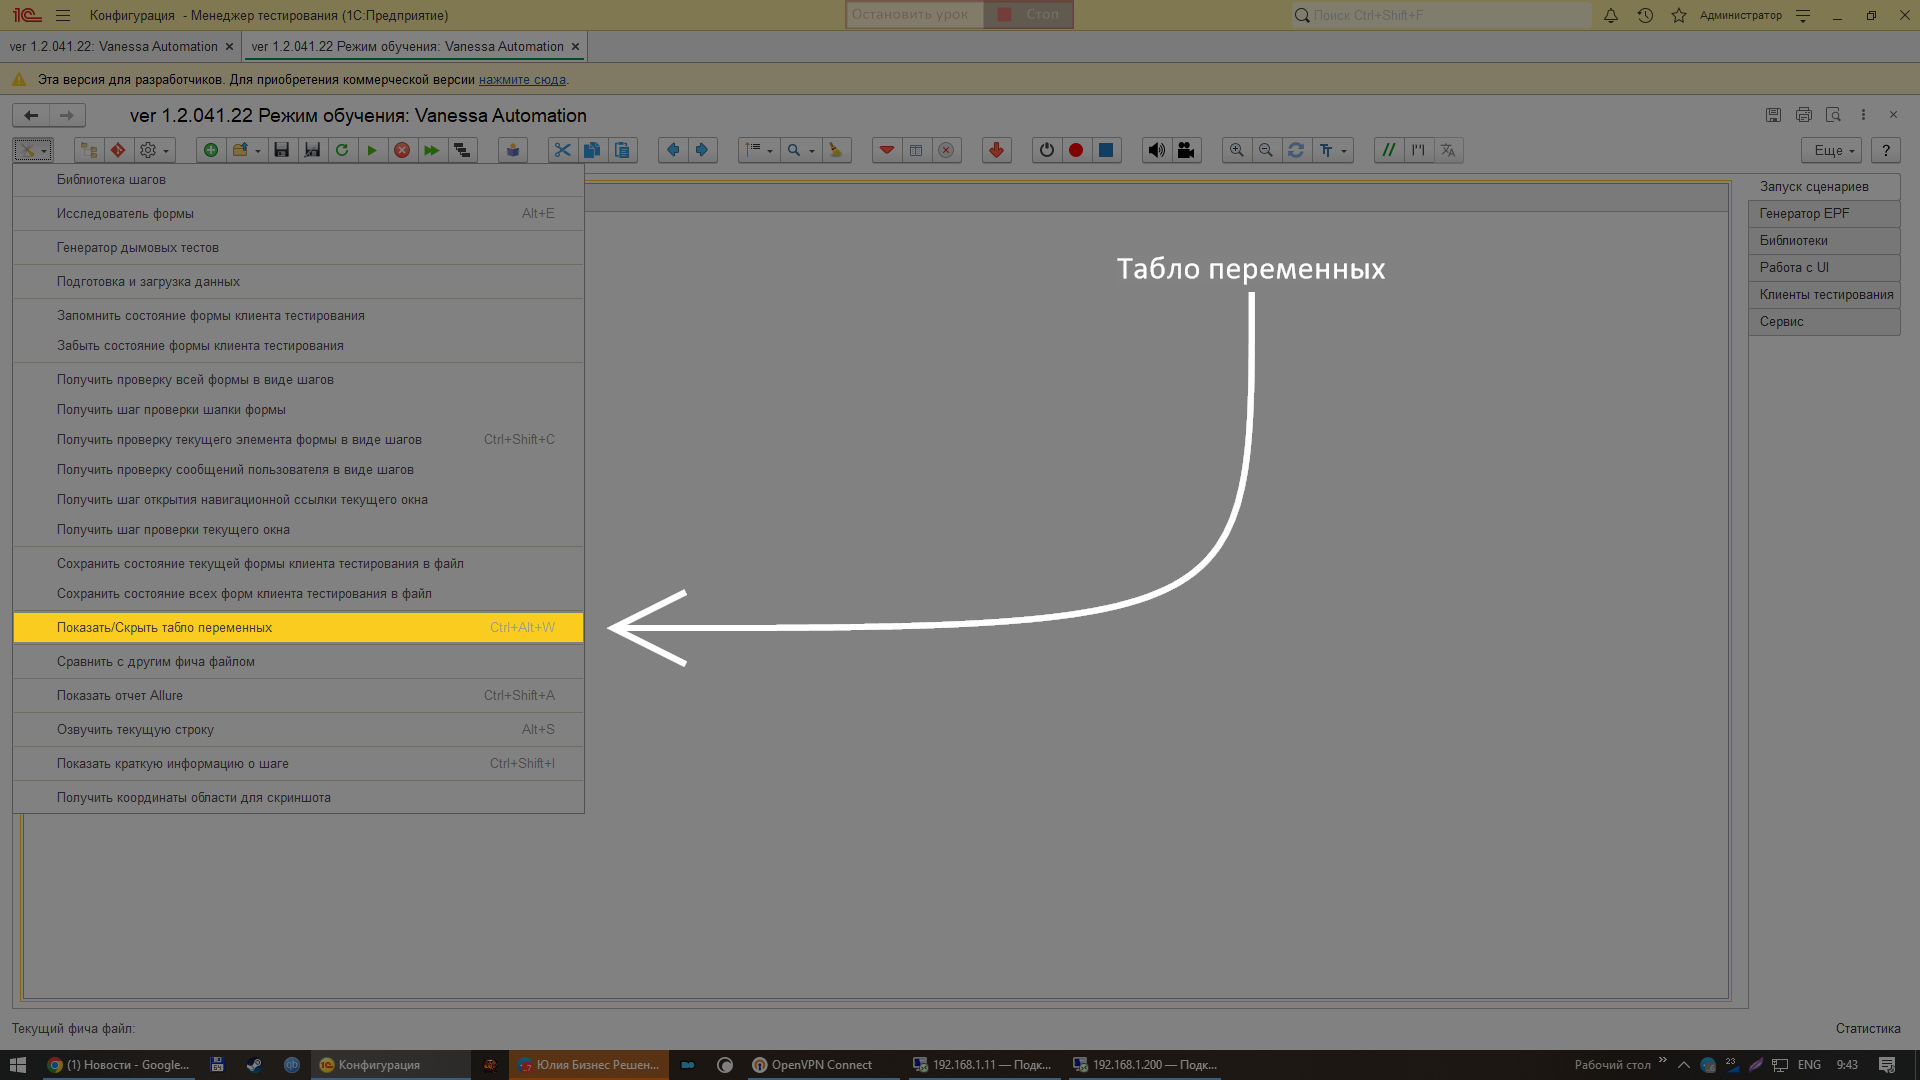 Конфигурация - Менеджер тестирования (1С:Предприятие)
Остановить урок
Стоп
Поиск Ctrl+Shift+F
Администратор
ver 1.2.041.22: Vanessa Automation
ver 1.2.041.22 Режим обучения: Vanessa Automation
Эта версия для разработчиков. Для приобретения коммерческой версии нажмите сюда.
ver 1.2.041.22 Режим обучения: Vanessa Automation
Еще
?
Библиотека шагов
Исследователь формы Alt+E
Генератор дымовых тестов
Подготовка и загрузка данных
Запомнить состояние формы клиента тестирования
Забыть состояние формы клиента тестирования
Получить проверку всей формы в виде шагов
Получить шаг проверки шапки формы
Получить проверку текущего элемента формы в виде шагов Ctrl+Shift+C
Получить проверку сообщений пользователя в виде шагов
Получить шаг открытия навигационной ссылки текущего окна
Получить шаг проверки текущего окна
Сохранить состояние текущей формы клиента тестирования в файл
Сохранить состояние всех форм клиента тестирования в файл
Показать/Скрыть табло переменных Ctrl+Alt+W
Сравнить с другим фича файлом
Показать отчет Allure Ctrl+Shift+A
Озвучить текущую строку Alt+S
Показать краткую информацию о шаге Ctrl+Shift+I
Получить координаты области для скриншота
Табло переменных
Запуск сценариев
Генератор EPF
Библиотеки
Работа с UI
Клиенты тестирования
Сервис
Текущий фича файл:
Статистика
(1) Новости - Google...
Конфигурация
Юлия Бизнес Решен...
OpenVPN Connect
192.168.1.11 — Подк...
192.168.1.200 — Подк...
Рабочий стол
23
ENG
9:43